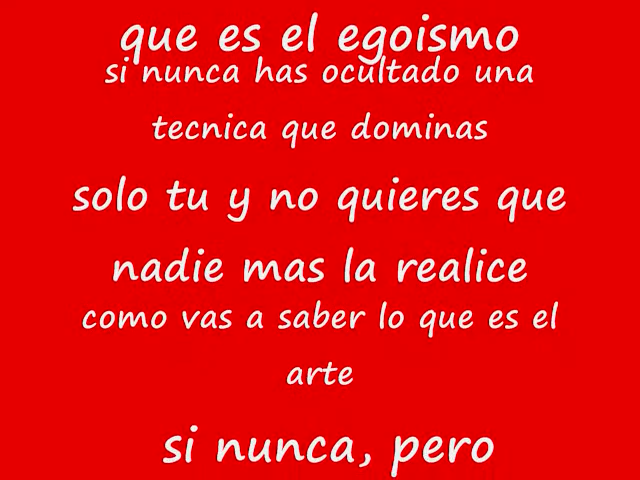 que es el egoismo
si nunca has ocultado una
tecnica que dominas
solo tu y no quieres que
nadie mas la realice
como vas a saber lo que es el
arte
si nunca, pero